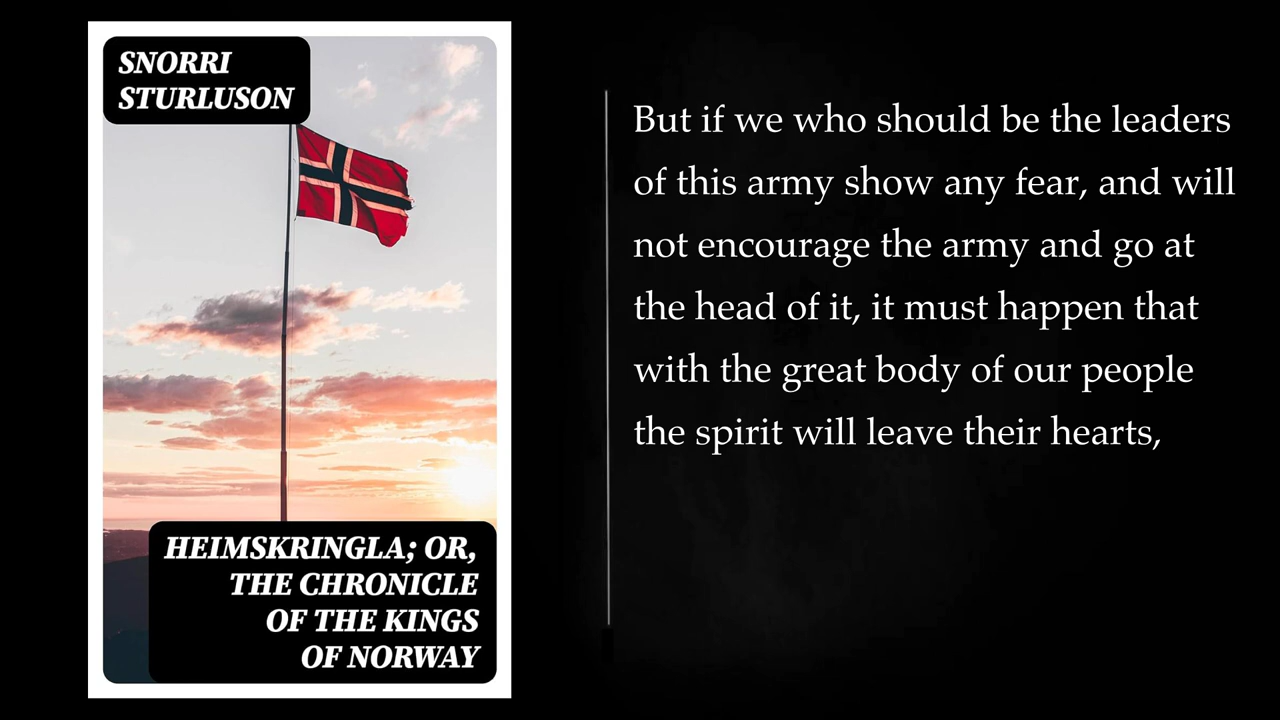 SNORRI
STURLUSON
HEIMSKRINGLA; OR,
THE CHRONICLE
OF THE KINGS
OF NORWAY
But if we who should be the leaders
of this army show any fear, and will
not encourage the army and go at
the head of it, it must happen that
with the great body of our people
the spirit will leave their hearts,